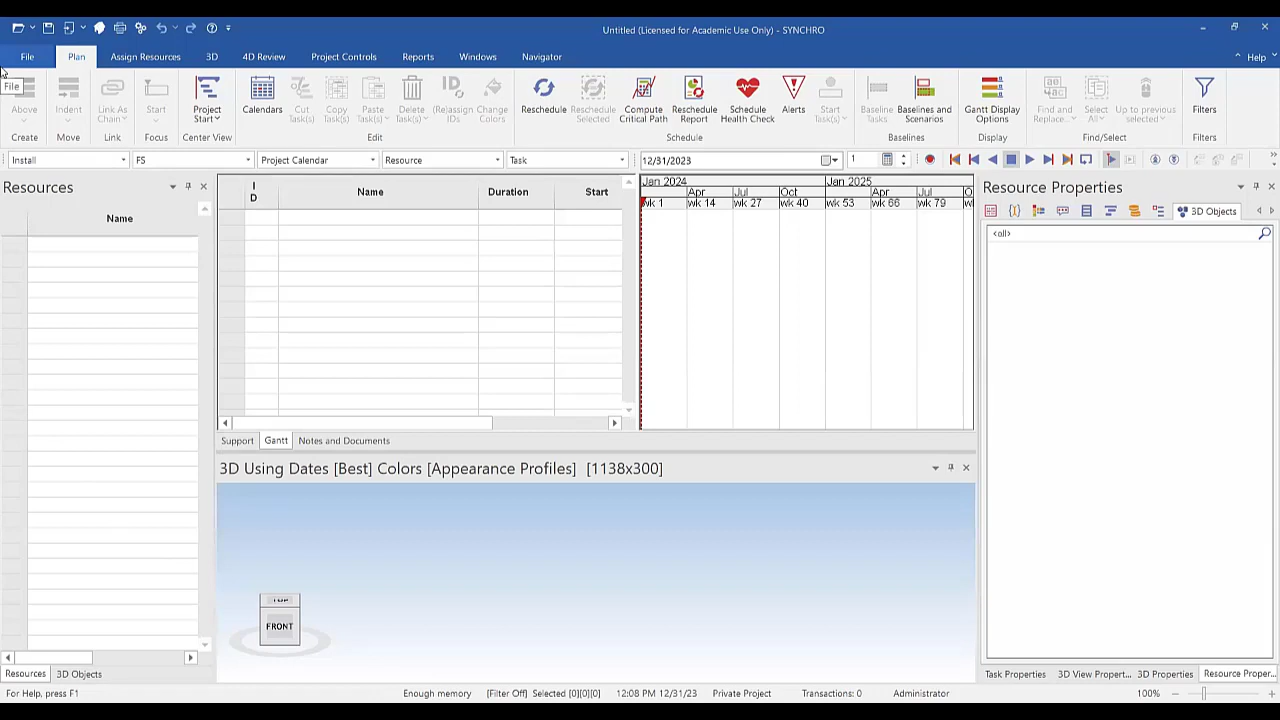 Untitled (Licensed for Academic Use Only) - SYNCHRO
File Plan Assign Resources 3D 4D Review Project Controls Reports Windows Navigator Help
File
Above Indent Link As Chain Start Project Start Calendars Copy Task(s) Paste Task(s) Delete Task(s) (Re)assign IDs Change Colors Reschedule Reschedule Selected Compute Critical Path Reschedule Report Schedule Health Check Alerts Start Task(s) Baseline Tasks Baselines and Scenarios Gantt Display Options Find and Replace... Select All Up to previous selected Filters
Create Move Link Focus Center View Edit Schedule Baselines Display Find/Select Filters
Install FS Project Calendar Resource Task 12/31/2023 1
Resources
Name
ID Name Duration Start
Jan 2024 Jan 2025
Apr Jul Oct Apr Jul O
wk 1 wk 14 wk 27 wk 40 wk 53 wk 66 wk 79 w
Resource Properties
3D Objects
<all>
Support Gantt Notes and Documents
3D Using Dates [Best] Colors [Appearance Profiles] [1138x300]
TOP
FRONT
Resources 3D Objects
Task Properties 3D View Propert... 3D Properties Resource Proper...
For Help, press F1 Enough memory [Filter Off] Selected [0][0][0] 12:08 PM 12/31/23 Private Project Transactions: 0 Administrator 100%